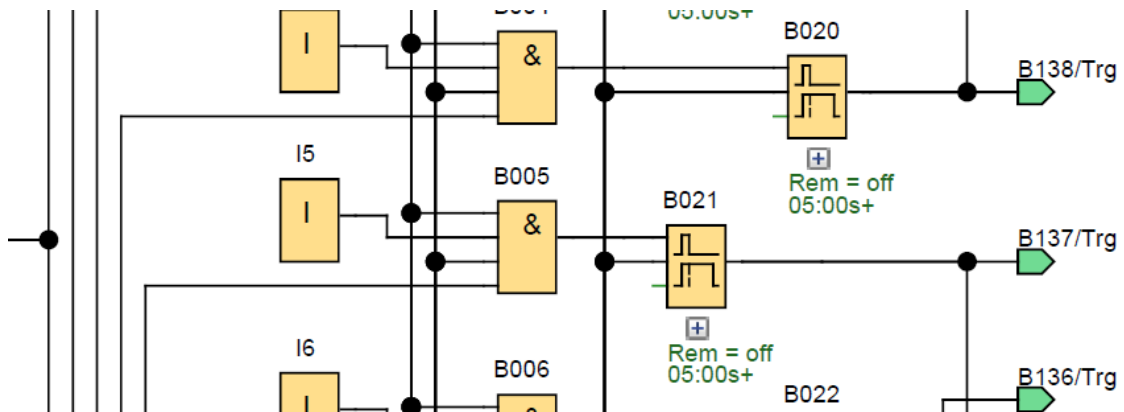 05:00s+
B020
I
&
B138/Trg
I5
B005
Rem = off
05:00s+
B021
I
&
B137/Trg
Rem = off
05:00s+
I6
B006
B022
B136/Trg